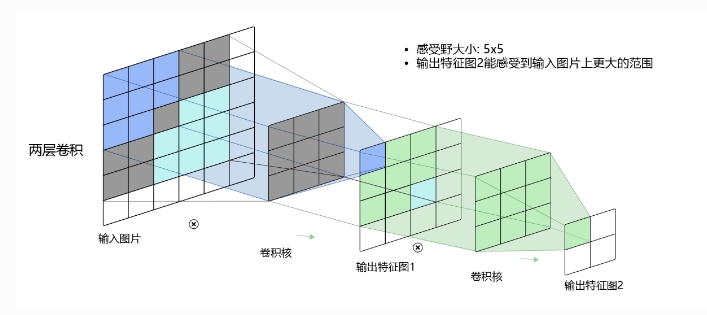 • 感受野大小: 5x5
• 输出特征图2能感受到输入图片上更大的范围
两层卷积
输入图片
卷积核
输出特征图1
卷积核
输出特征图2